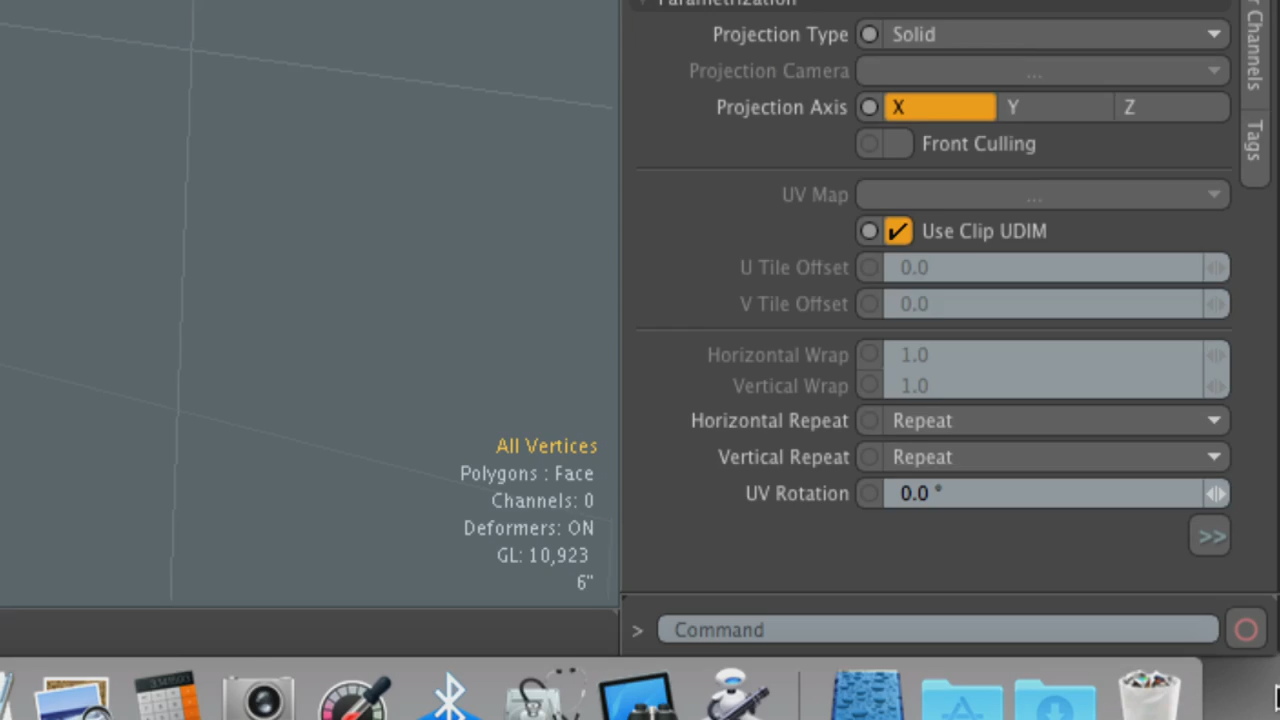 Parametrization
Projection Type Solid
Projection Camera ...
Projection Axis X Y Z
Front Culling
UV Map ...
Use Clip UDIM
U Tile Offset 0.0
V Tile Offset 0.0
Horizontal Wrap 1.0
Vertical Wrap 1.0
Horizontal Repeat Repeat
Vertical Repeat Repeat
UV Rotation 0.0 °
>>
> Command
Channels
Tags
All Vertices
Polygons : Face
Channels: 0
Deformers: ON
GL: 10,923
6"